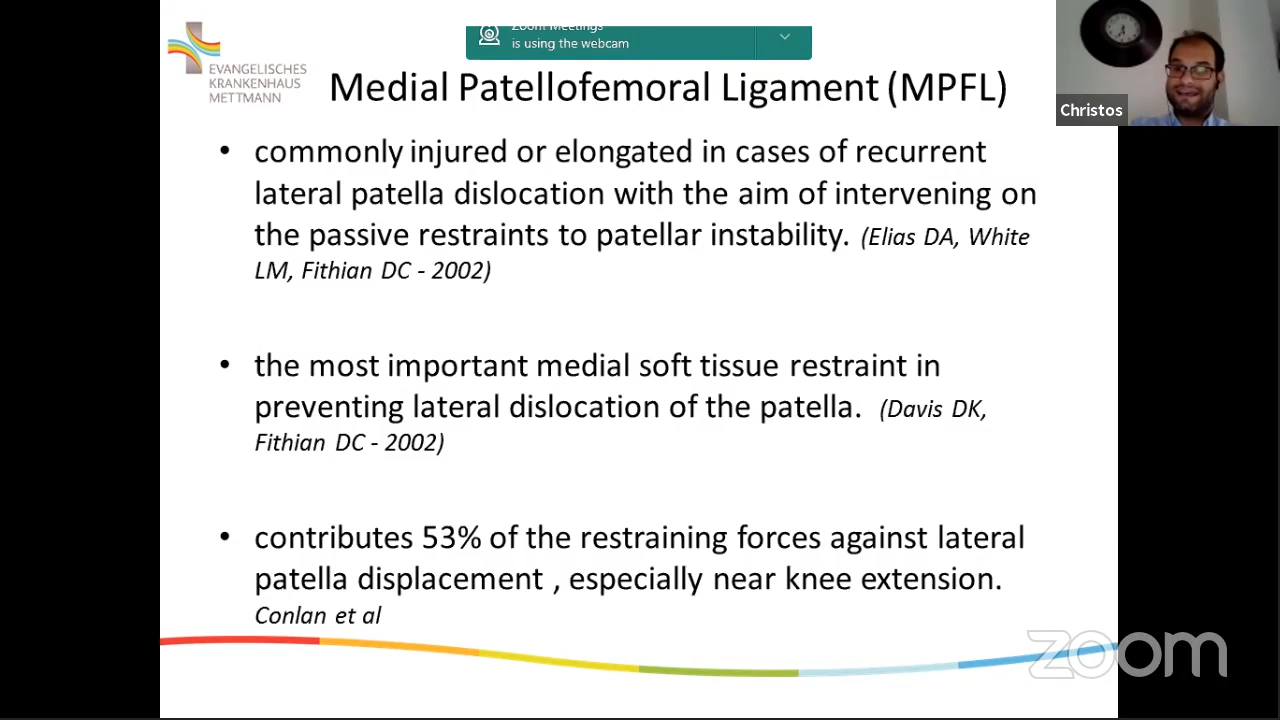 Zoom Meetings
is using the webcam
EVANGELISCHES
KRANKENHAUS
METTMANN
Medial Patellofemoral Ligament (MPFL)
Christos
• commonly injured or elongated in cases of recurrent
lateral patella dislocation with the aim of intervening on
the passive restraints to patellar instability. (Elias DA, White
LM, Fithian DC - 2002)
• the most important medial soft tissue restraint in
preventing lateral dislocation of the patella. (Davis DK,
Fithian DC - 2002)
• contributes 53% of the restraining forces against lateral
patella displacement , especially near knee extension.
Conlan et al
zoom